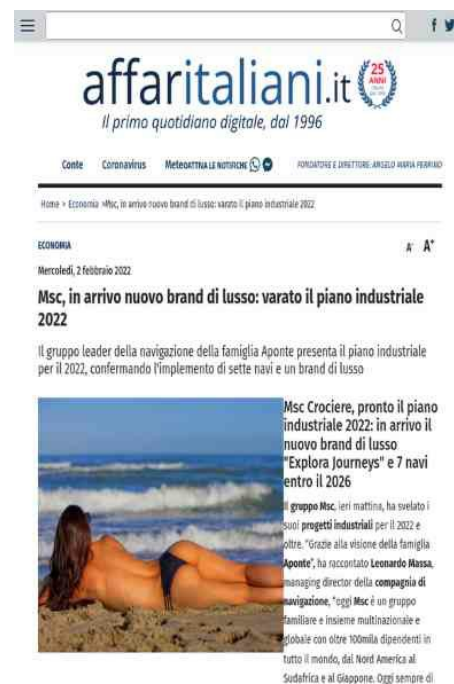 affaritaliani.it
25
ANNI
Il primo quotidiano digitale, dal 1996
Conte Coronavirus Meteo ATTIVA LE NOTIFICHE FONDATORE E DIRETTORE: ANGELO MARIA PERRINO
Home > Economia >Msc, in arrivo nuovo brand di lusso: varato il piano industriale 2022
ECONOMIA A- A+
Mercoledì, 2 febbraio 2022
Msc, in arrivo nuovo brand di lusso: varato il piano industriale
2022
Il gruppo leader della navigazione della famiglia Aponte presenta il piano industriale
per il 2022, confermando l'implemento di sette navi e un brand di lusso
Msc Crociere, pronto il piano
industriale 2022: in arrivo il
nuovo brand di lusso
"Explora Journeys" e 7 navi
entro il 2026
Il gruppo Msc, ieri mattina, ha svelato i
suoi progetti industriali per il 2022 e
oltre. "Grazie alla visione della famiglia
Aponte", ha raccontato Leonardo Massa,
managing director della compagnia di
navigazione, "oggi Msc è un gruppo
familiare e insieme multinazionale e
globale con oltre 100mila dipendenti in
tutto il mondo, dal Nord America al
Sudafrica e al Giappone. Oggi sempre di